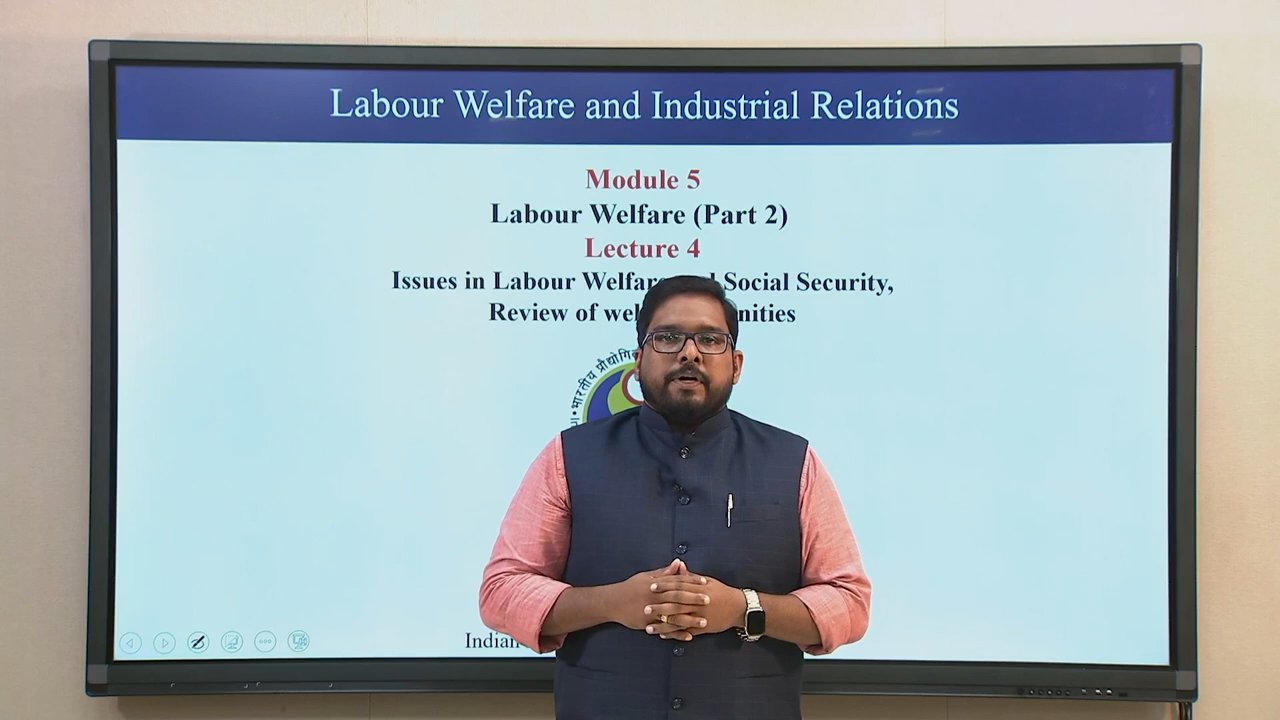 Labour Welfare and Industrial Relations
Module 5
Labour Welfare (Part 2)
Lecture 4
Issues in Labour Welfare Social Security,
Review of
भारतीय
Indian